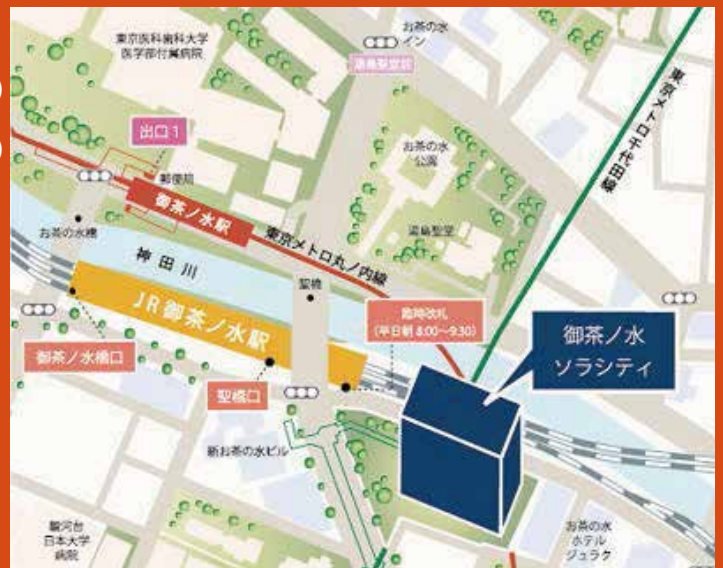 東京医科歯科大学
医学部付属病院
お茶の水
イン
湯島聖堂前
東京メトロ千代田線
出口1
郵便局
お茶の水
公園
御茶ノ水駅
東京メトロ丸ノ内線
湯島聖堂
お茶の水橋
神田川
聖橋
JR御茶ノ水駅
臨時改札
(平日朝 8:00〜9:30)
御茶ノ水
ソラシティ
御茶ノ水橋口
聖橋口
新お茶の水ビル
駿河台
日本大学
病院
お茶の水
ホテル
ジュラク